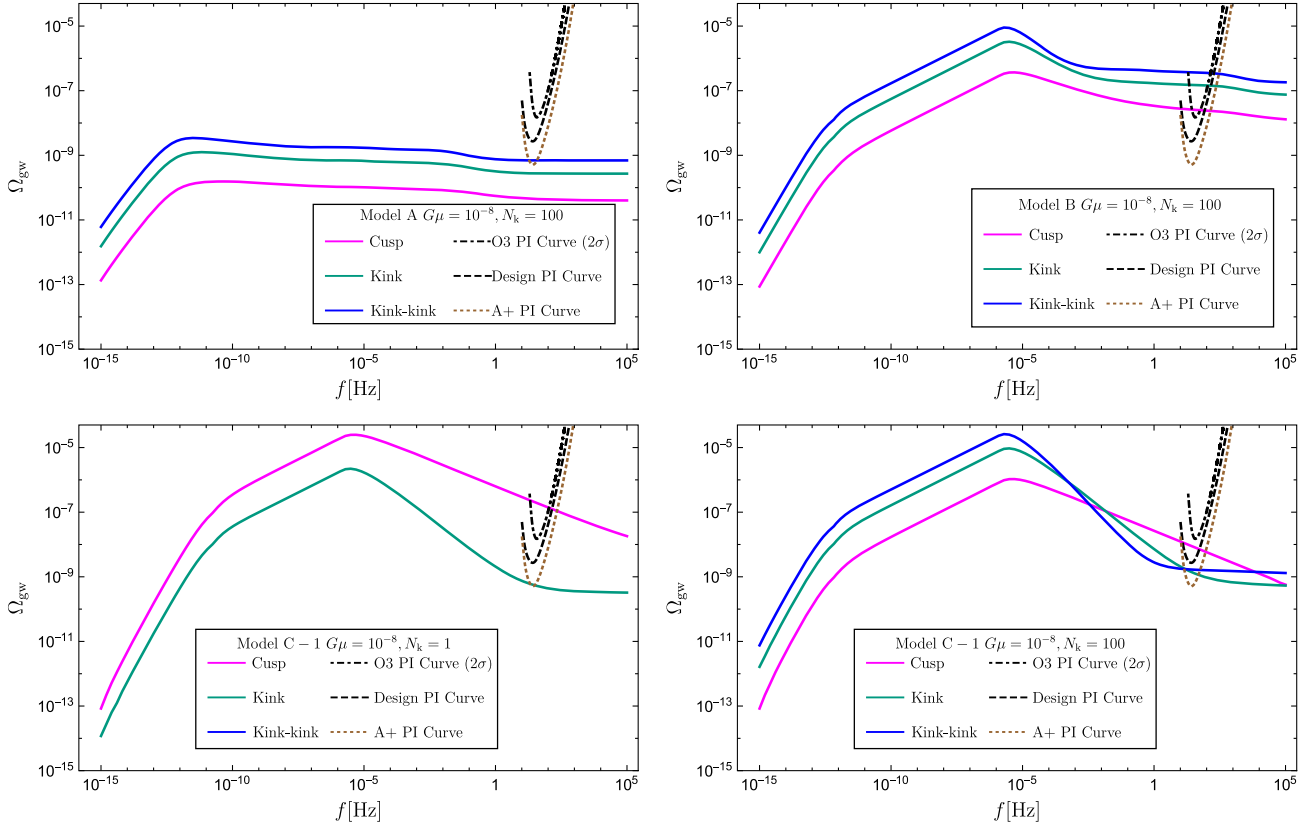 10⁻⁵
10⁻⁷
10⁻⁹
10⁻¹¹
10⁻¹³
10⁻¹⁵
Ω_gw
10⁻¹⁵ 10⁻¹⁰ 10⁻⁵ 1 10⁵
f[Hz]
Model A Gμ = 10⁻⁸, N_k = 100
Cusp O3 PI Curve (2σ)
Kink Design PI Curve
Kink-kink A+ PI Curve
10⁻⁵
10⁻⁷
10⁻⁹
10⁻¹¹
10⁻¹³
10⁻¹⁵
Ω_gw
10⁻¹⁵ 10⁻¹⁰ 10⁻⁵ 1 10⁵
f[Hz]
Model B Gμ = 10⁻⁸, N_k = 100
Cusp O3 PI Curve (2σ)
Kink Design PI Curve
Kink-kink A+ PI Curve
10⁻⁵
10⁻⁷
10⁻⁹
10⁻¹¹
10⁻¹³
10⁻¹⁵
Ω_gw
10⁻¹⁵ 10⁻¹⁰ 10⁻⁵ 1 10⁵
f[Hz]
Model C − 1 Gμ = 10⁻⁸, N_k = 1
Cusp O3 PI Curve (2σ)
Kink Design PI Curve
Kink-kink A+ PI Curve
10⁻⁵
10⁻⁷
10⁻⁹
10⁻¹¹
10⁻¹³
10⁻¹⁵
Ω_gw
10⁻¹⁵ 10⁻¹⁰ 10⁻⁵ 1 10⁵
f[Hz]
Model C − 1 Gμ = 10⁻⁸, N_k = 100
Cusp O3 PI Curve (2σ)
Kink Design PI Curve
Kink-kink A+ PI Curve